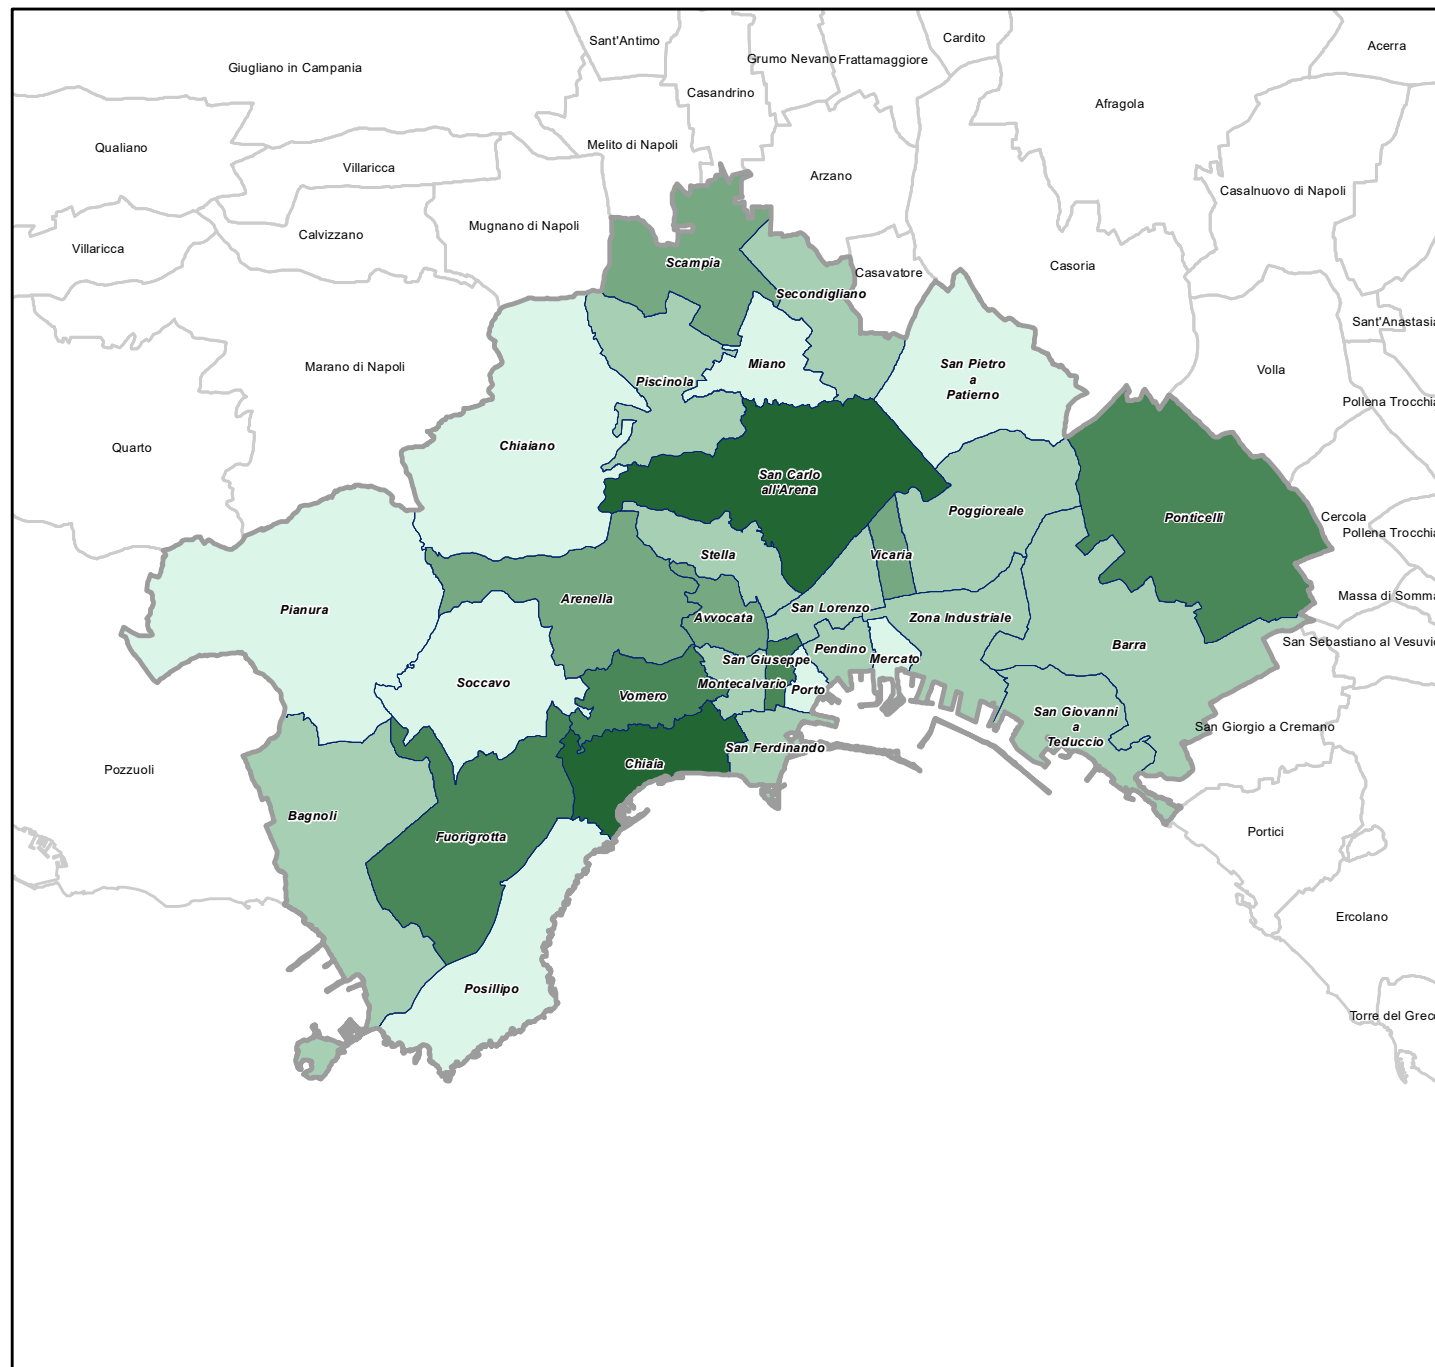 Sant'Antimo
Cardito
Acerra
Giugliano in Campania
Grumo Nevano
Frattamaggiore
Casandrino
Afragola
Qualiano
Melito di Napoli
Villaricca
Arzano
Casalnuovo di Napoli
Mugnano di Napoli
Calvizzano
Villaricca
Scampia
Casavatore
Casoria
Secondigliano
Sant'Anastasia
Marano di Napoli
Miano
San Pietro
a
Patierno
Volla
Piscinola
Pollena Trocchia
Quarto
Chiaiano
San Carlo
all'Arena
Poggioreale
Ponticelli
Cercola
Pollena Trocchia
Stella
Vicaria
Massa di Somma
Pianura
Arenella
Avvocata
San Lorenzo
Zona Industriale
San Sebastiano al Vesuvio
Barra
Pendino
Mercato
San Giuseppe
Soccavo
Montecalvario
Porto
Vomero
San Giovanni
a
Teduccio
San Giorgio a Cremano
San Ferdinando
Pozzuoli
Chiaia
Bagnoli
Fuorigrotta
Portici
Ercolano
Posillipo
Torre del Grec